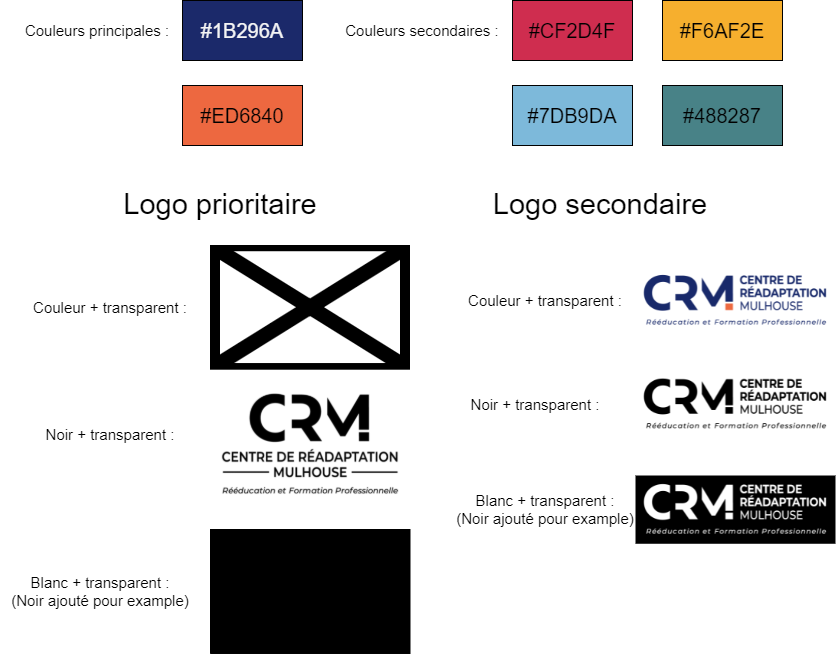 Couleurs principales :
#1B296A
Couleurs secondaires :
#CF2D4F
#F6AF2E
#ED6840
#7DB9DA
#488287
Logo prioritaire
Logo secondaire
Couleur + transparent :
Couleur + transparent :
CRM
CENTRE DE
RÉADAPTATION
MULHOUSE
Rééducation et Formation Professionnelle
Noir + transparent :
CRM
CENTRE DE RÉADAPTATION
MULHOUSE
Rééducation et Formation Professionnelle
Noir + transparent :
CRM
CENTRE DE
RÉADAPTATION
MULHOUSE
Rééducation et Formation Professionnelle
Blanc + transparent :
(Noir ajouté pour example)
Blanc + transparent :
(Noir ajouté pour example)
CRM
CENTRE DE
RÉADAPTATION
MULHOUSE
Rééducation et Formation Professionnelle